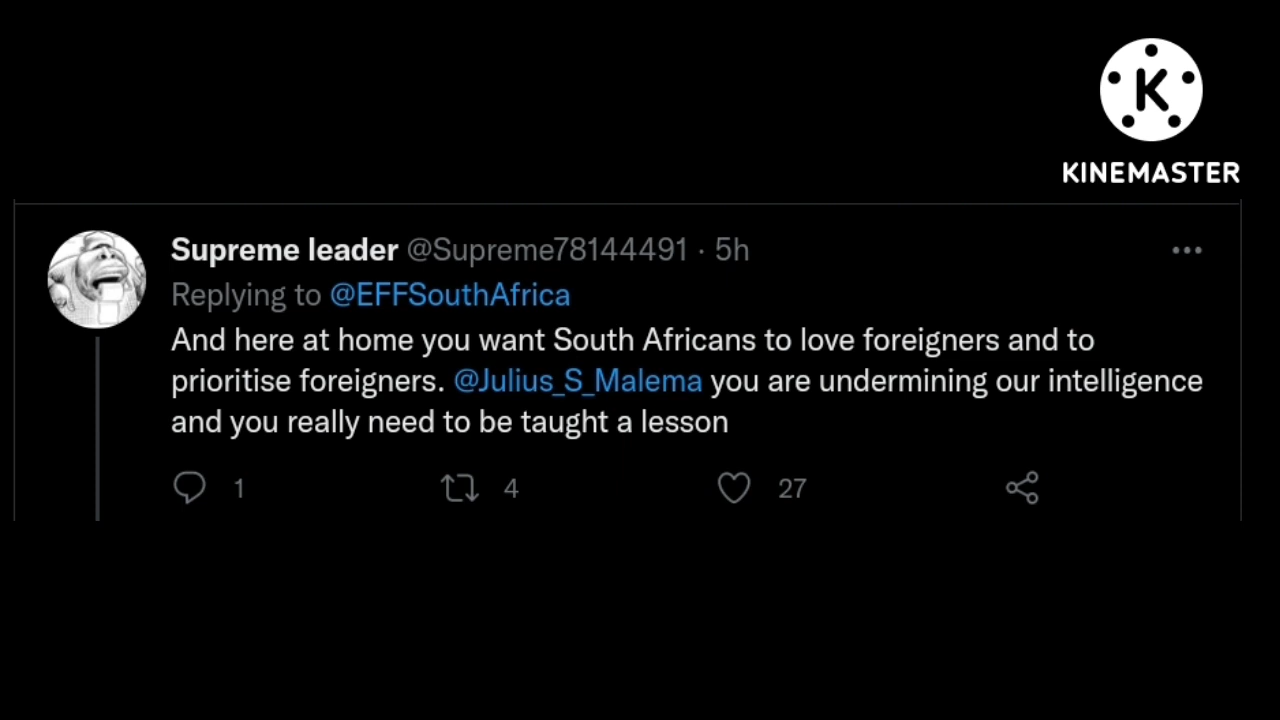 K
KINEMASTER
Supreme leader @Supreme78144491 · 5h
Replying to @EFFSouthAfrica
And here at home you want South Africans to love foreigners and to
prioritise foreigners. @Julius_S_Malema you are undermining our intelligence
and you really need to be taught a lesson
1 4 27